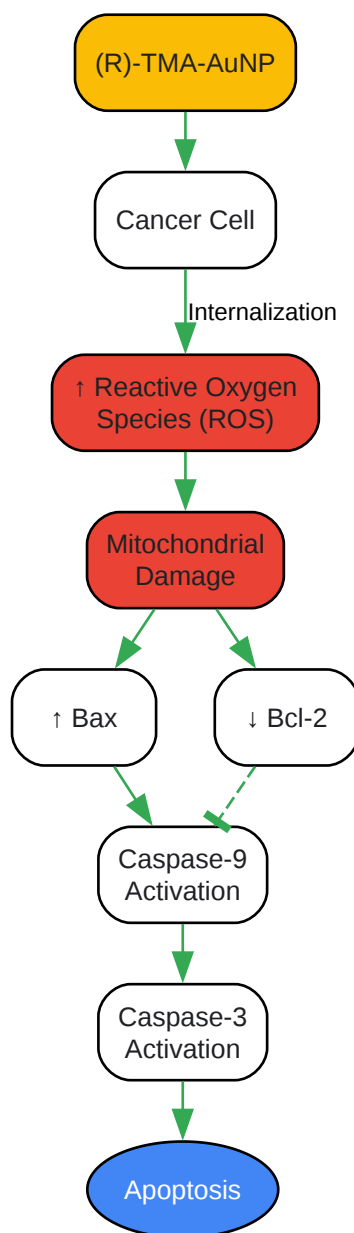 (R)-TMA-AuNP
Cancer Cell
Internalization
↑ Reactive Oxygen
Species (ROS)
Mitochondrial
Damage
↑ Bax
↓ Bcl-2
Caspase-9
Activation
Caspase-3
Activation
Apoptosis